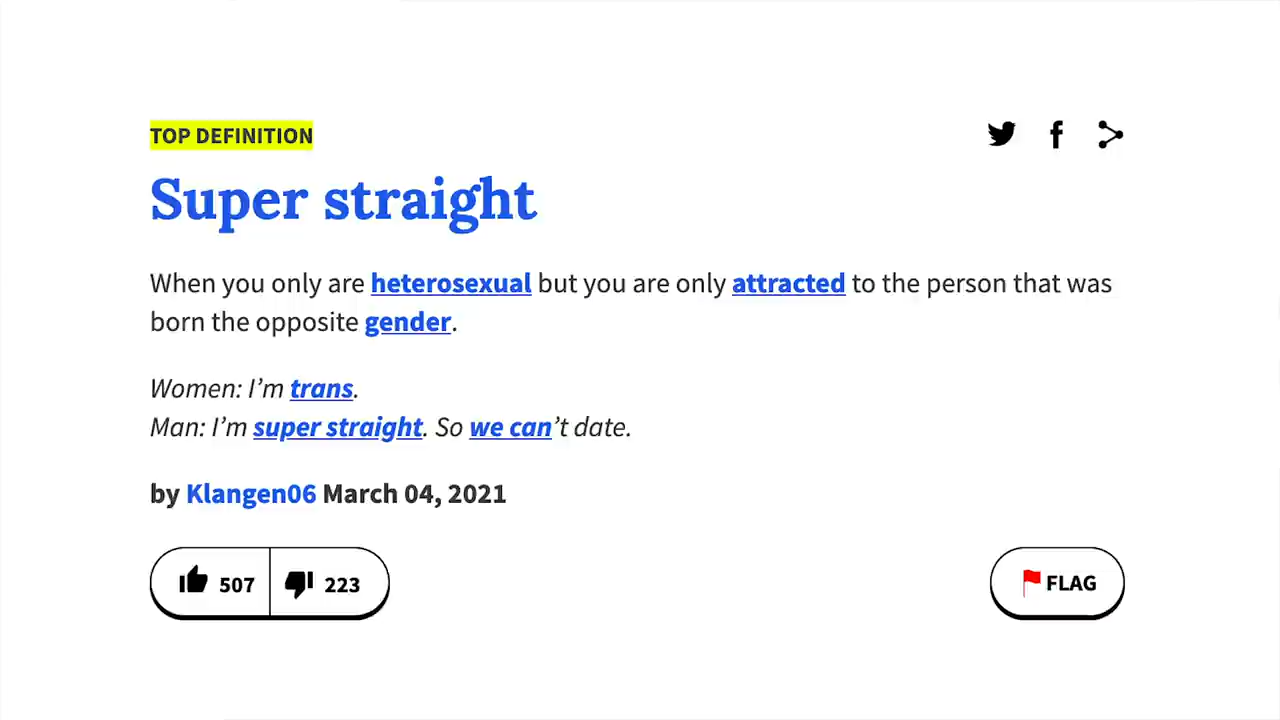 TOP DEFINITION
Super straight
When you only are heterosexual but you are only attracted to the person that was
born the opposite gender.
Women: I’m trans.
Man: I’m super straight. So we can’t date.
by Klangen06 March 04, 2021
507 223 FLAG